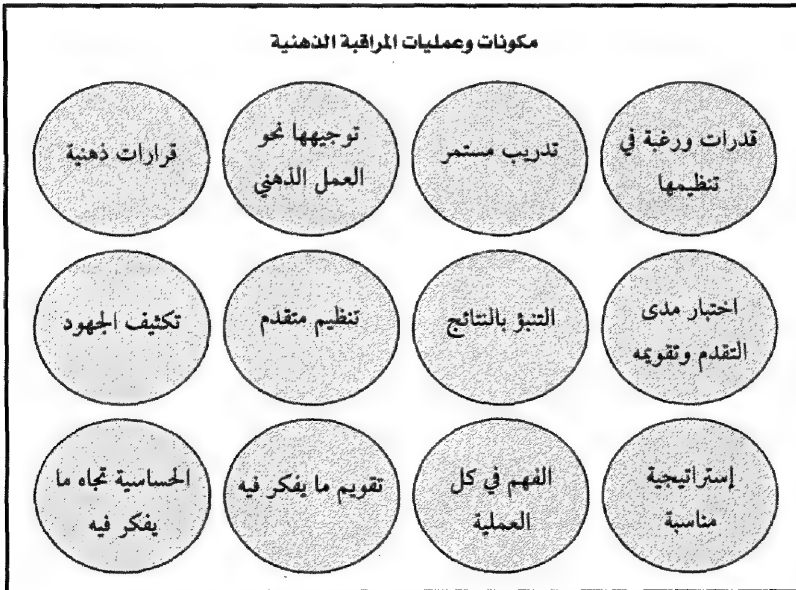 مكونات وعمليات المراقبة الذهنية
قدرات ورغبة في
تنظيمها
تدريب مستمر
توجيهها نحو
العمل الذهني
قرارات ذهنية
اختبار مدى
التقدم وتقويمه
التنبؤ بالنتائج
تنظيم متقدم
تكثيف الجهود
إستراتيجية
مناسبة
الفهم في كل
العملية
تقويم ما يفكر فيه
الحساسية تجاه ما
يفكر فيه